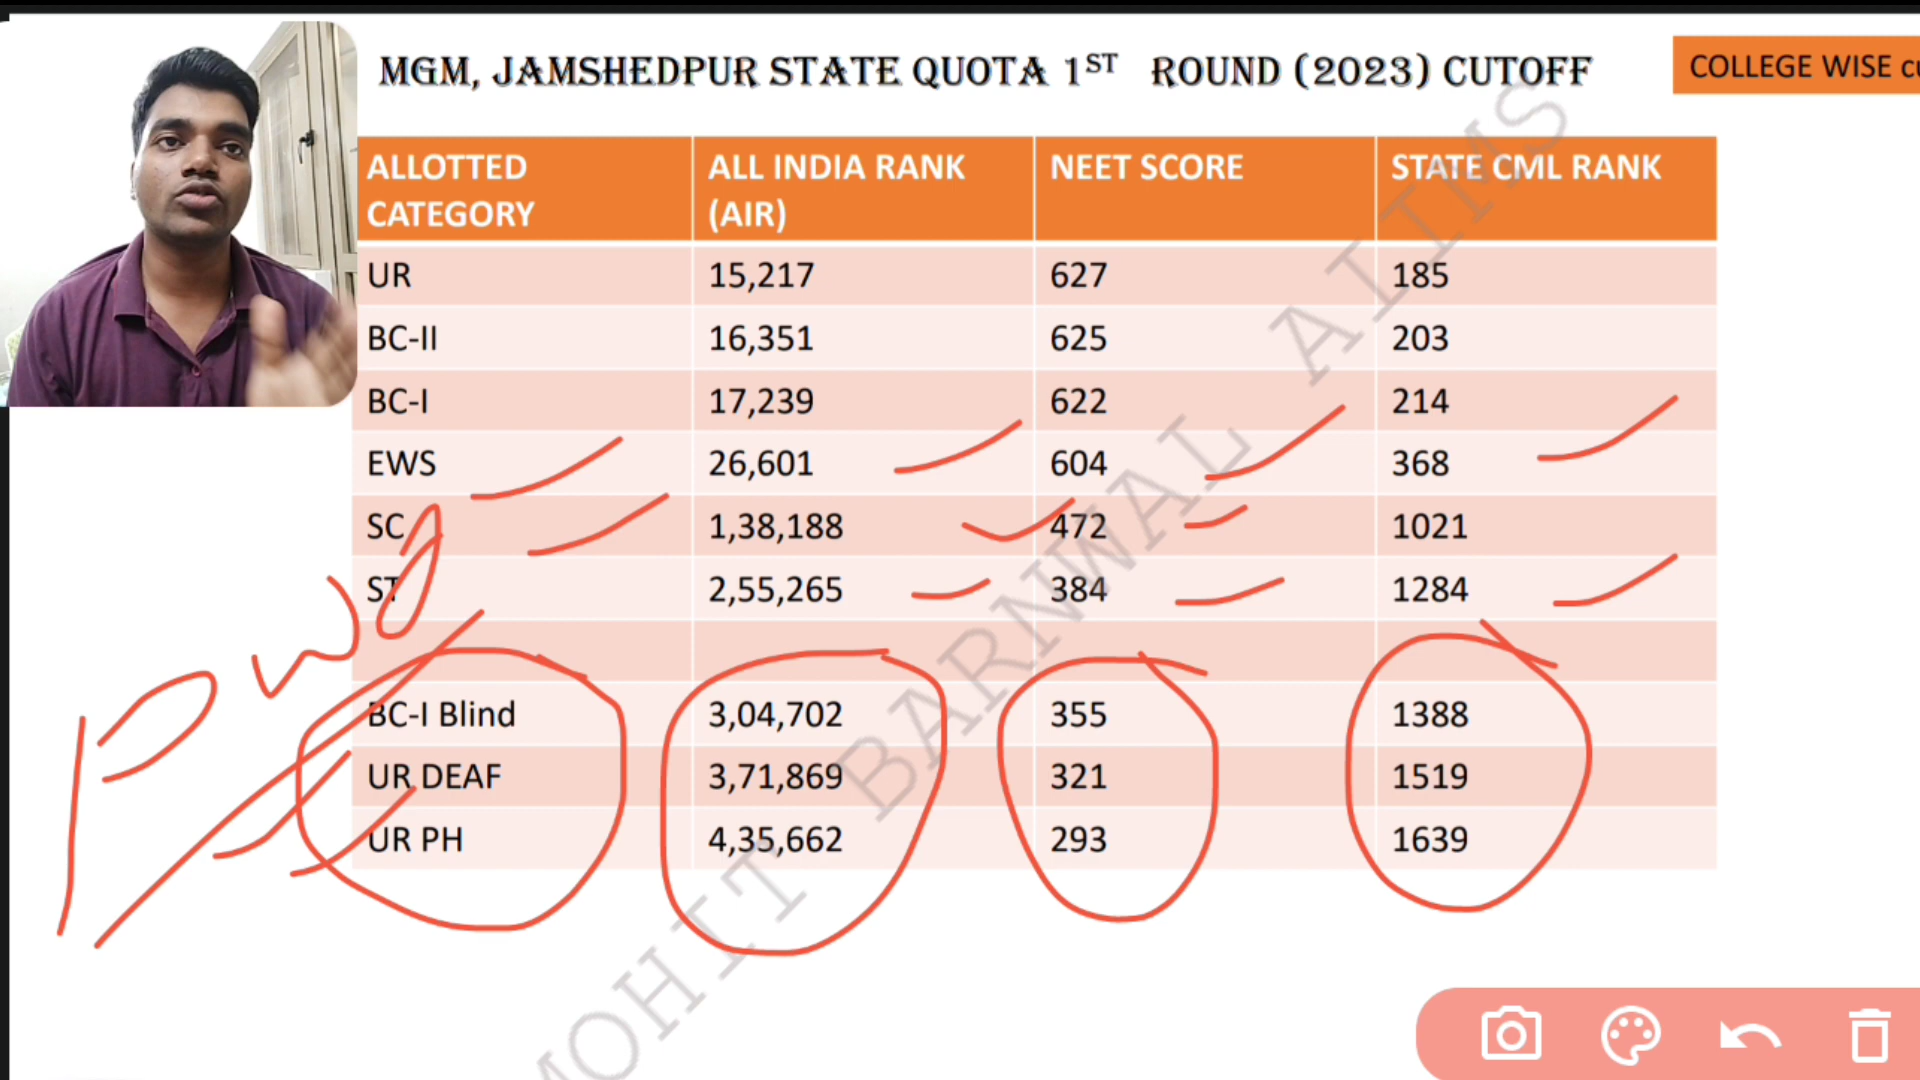 MGM, JAMSHEDPUR STATE QUOTA 1ST ROUND (2023) CUTOFF
COLLEGE WISE
ALLOTTED CATEGORY ALL INDIA RANK (AIR) NEET SCORE STATE CML RANK
UR 15,217 627 185
BC-II 16,351 625 203
BC-I 17,239 622 214
EWS 26,601 604 368
SC 1,38,188 472 1021
ST 2,55,265 384 1284
BC-I Blind 3,04,702 355 1388
UR DEAF 3,71,869 321 1519
UR PH 4,35,662 293 1639
Pwd
MOHIT BARNWAL AIIMS